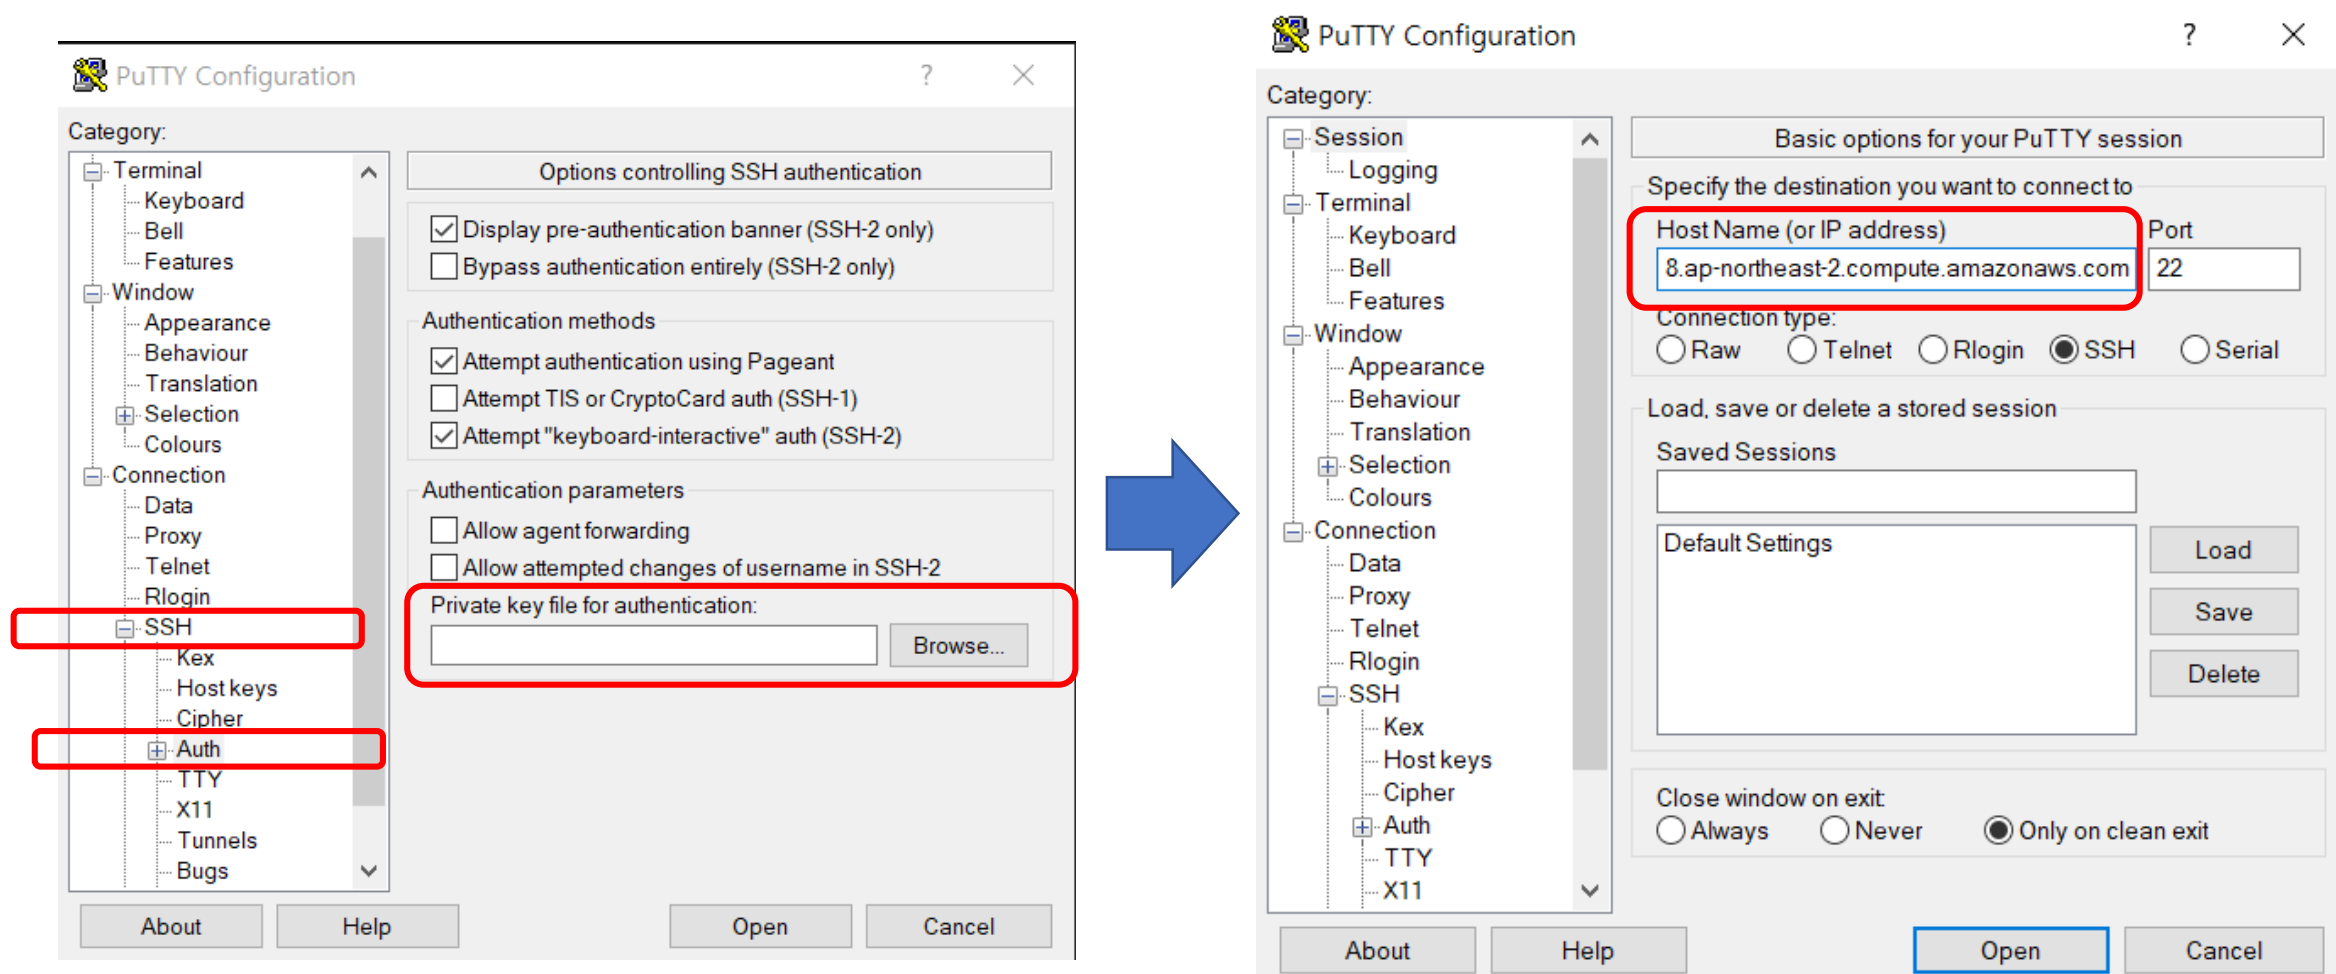 PuTTY Configuration
?
Category:
Terminal
Keyboard
Bell
Features
Window
Appearance
Behaviour
Translation
Selection
Colours
Connection
Data
Proxy
Telnet
Rlogin
SSH
Kex
Host keys
Cipher
Auth
TTY
X11
Tunnels
Bugs
Options controlling SSH authentication
Display pre-authentication banner (SSH-2 only)
Bypass authentication entirely (SSH-2 only)
Authentication methods
Attempt authentication using Pageant
Attempt TIS or CryptoCard auth (SSH-1)
Attempt "keyboard-interactive" auth (SSH-2)
Authentication parameters
Allow agent forwarding
Allow attempted changes of username in SSH-2
Private key file for authentication:
Browse...
About
Help
Open
Cancel
PuTTY Configuration
?
Category:
Session
Logging
Terminal
Keyboard
Bell
Features
Window
Appearance
Behaviour
Translation
Selection
Colours
Connection
Data
Proxy
Telnet
Rlogin
SSH
Kex
Host keys
Cipher
Auth
TTY
X11
Basic options for your PuTTY session
Specify the destination you want to connect to
Host Name (or IP address) Port
8.ap-northeast-2.compute.amazonaws.com 22
Connection type:
Raw Telnet Rlogin SSH Serial
Load, save or delete a stored session
Saved Sessions
Default Settings
Load
Save
Delete
Close window on exit:
Always Never Only on clean exit
About
Help
Open
Cancel